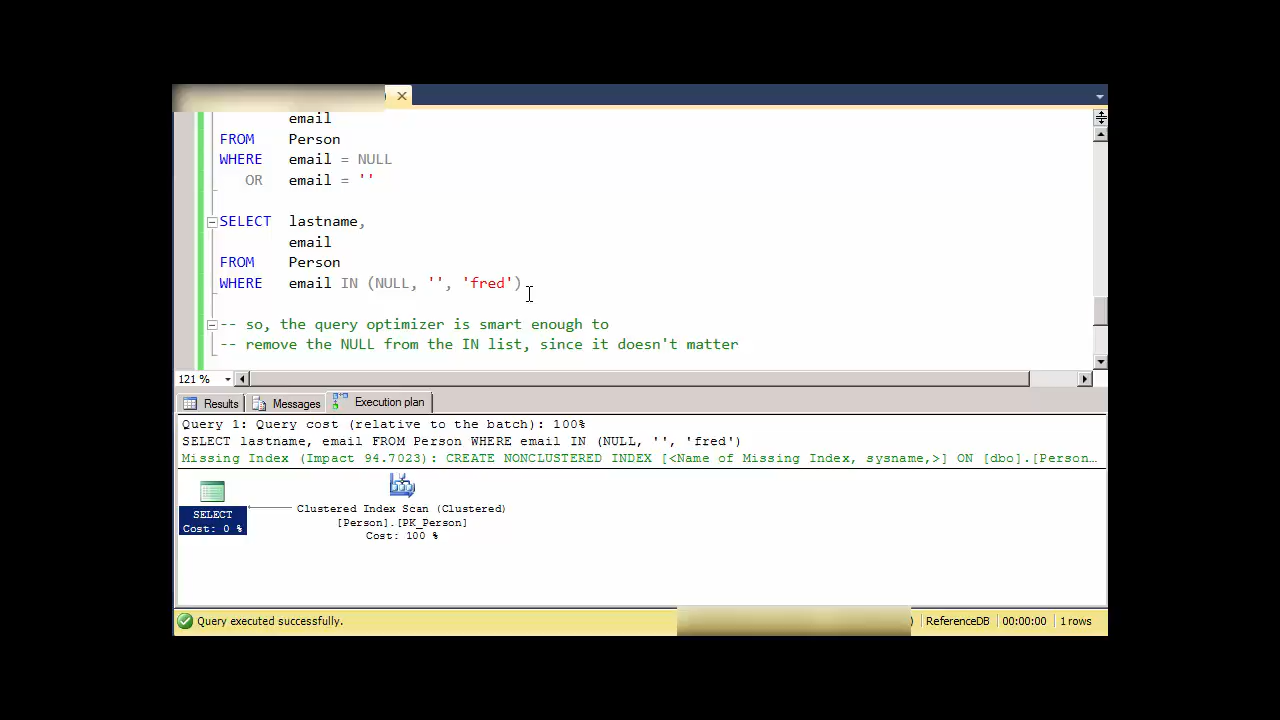 email
FROM    Person
WHERE   email = NULL
   OR   email = ''
SELECT  lastname,
        email
FROM    Person
WHERE   email IN (NULL, '', 'fred')
-- so, the query optimizer is smart enough to
-- remove the NULL from the IN list, since it doesn't matter
121 %
Results Messages Execution plan
Query 1: Query cost (relative to the batch): 100%
SELECT lastname, email FROM Person WHERE email IN (NULL, '', 'fred')
Missing Index (Impact 94.7023): CREATE NONCLUSTERED INDEX [<Name of Missing Index, sysname,>] ON [dbo].[Person...
SELECT
Cost: 0 %
Clustered Index Scan (Clustered)
[Person].[PK_Person]
Cost: 100 %
Query executed successfully. ) ReferenceDB 00:00:00 1 rows